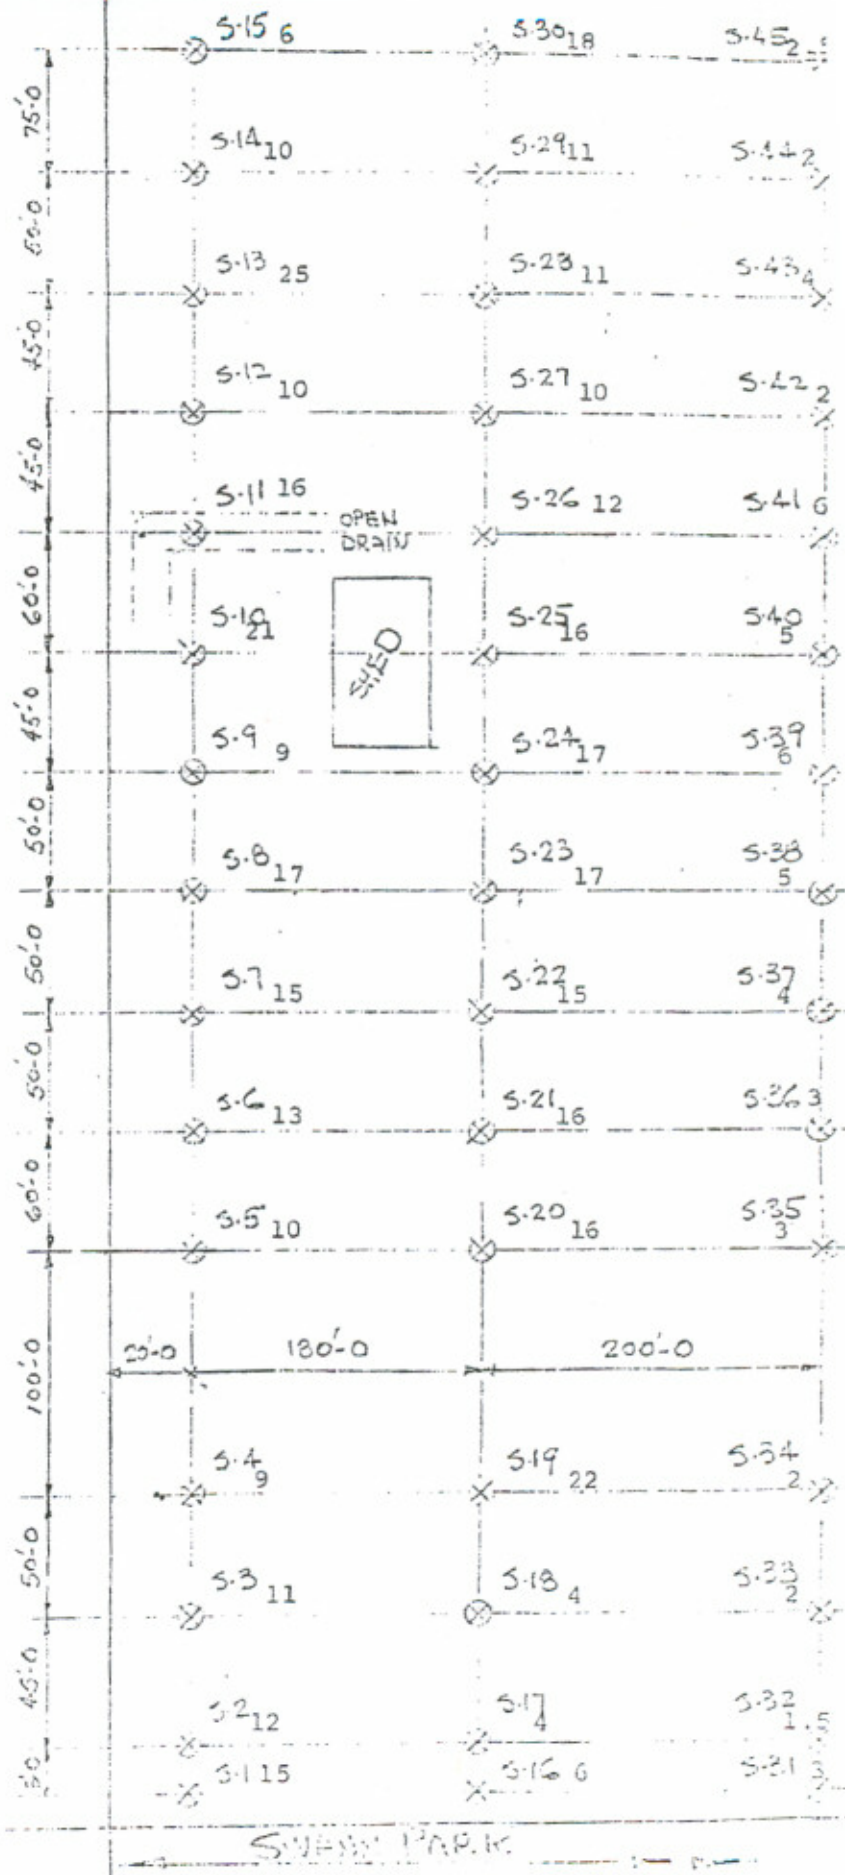 S-15 6 S-30 18 S-45 2
75'-0
S-14 10 S-29 11 S-44 2
S-13 25 S-28 11 S-43 4
45'-0
S-12 10 S-27 10 S-42 2
45'-0
S-11 16 S-26 12 S-41 6
OPEN
DRAIN
60'-0
S-10 21 S-25 16 S-40 5
SHED
45'-0
S-9 9 S-24 17 S-39 6
50'-0
S-8 17 S-23 17 S-38 5
S-7 15 S-22 15 S-37 4
50'-0
S-6 13 S-21 16 S-36 3
60'-0
S-5 10 S-20 16 S-35 3
20'-0 180'-0 200'-0
100'-0
S-4 9 S-19 22 S-34 2
50'-0
S-3 11 S-18 4 S-33 2
S-2 12 S-17 4 S-32 1.5
S-1 15 S-16 6 S-31 3
SWANN PARK